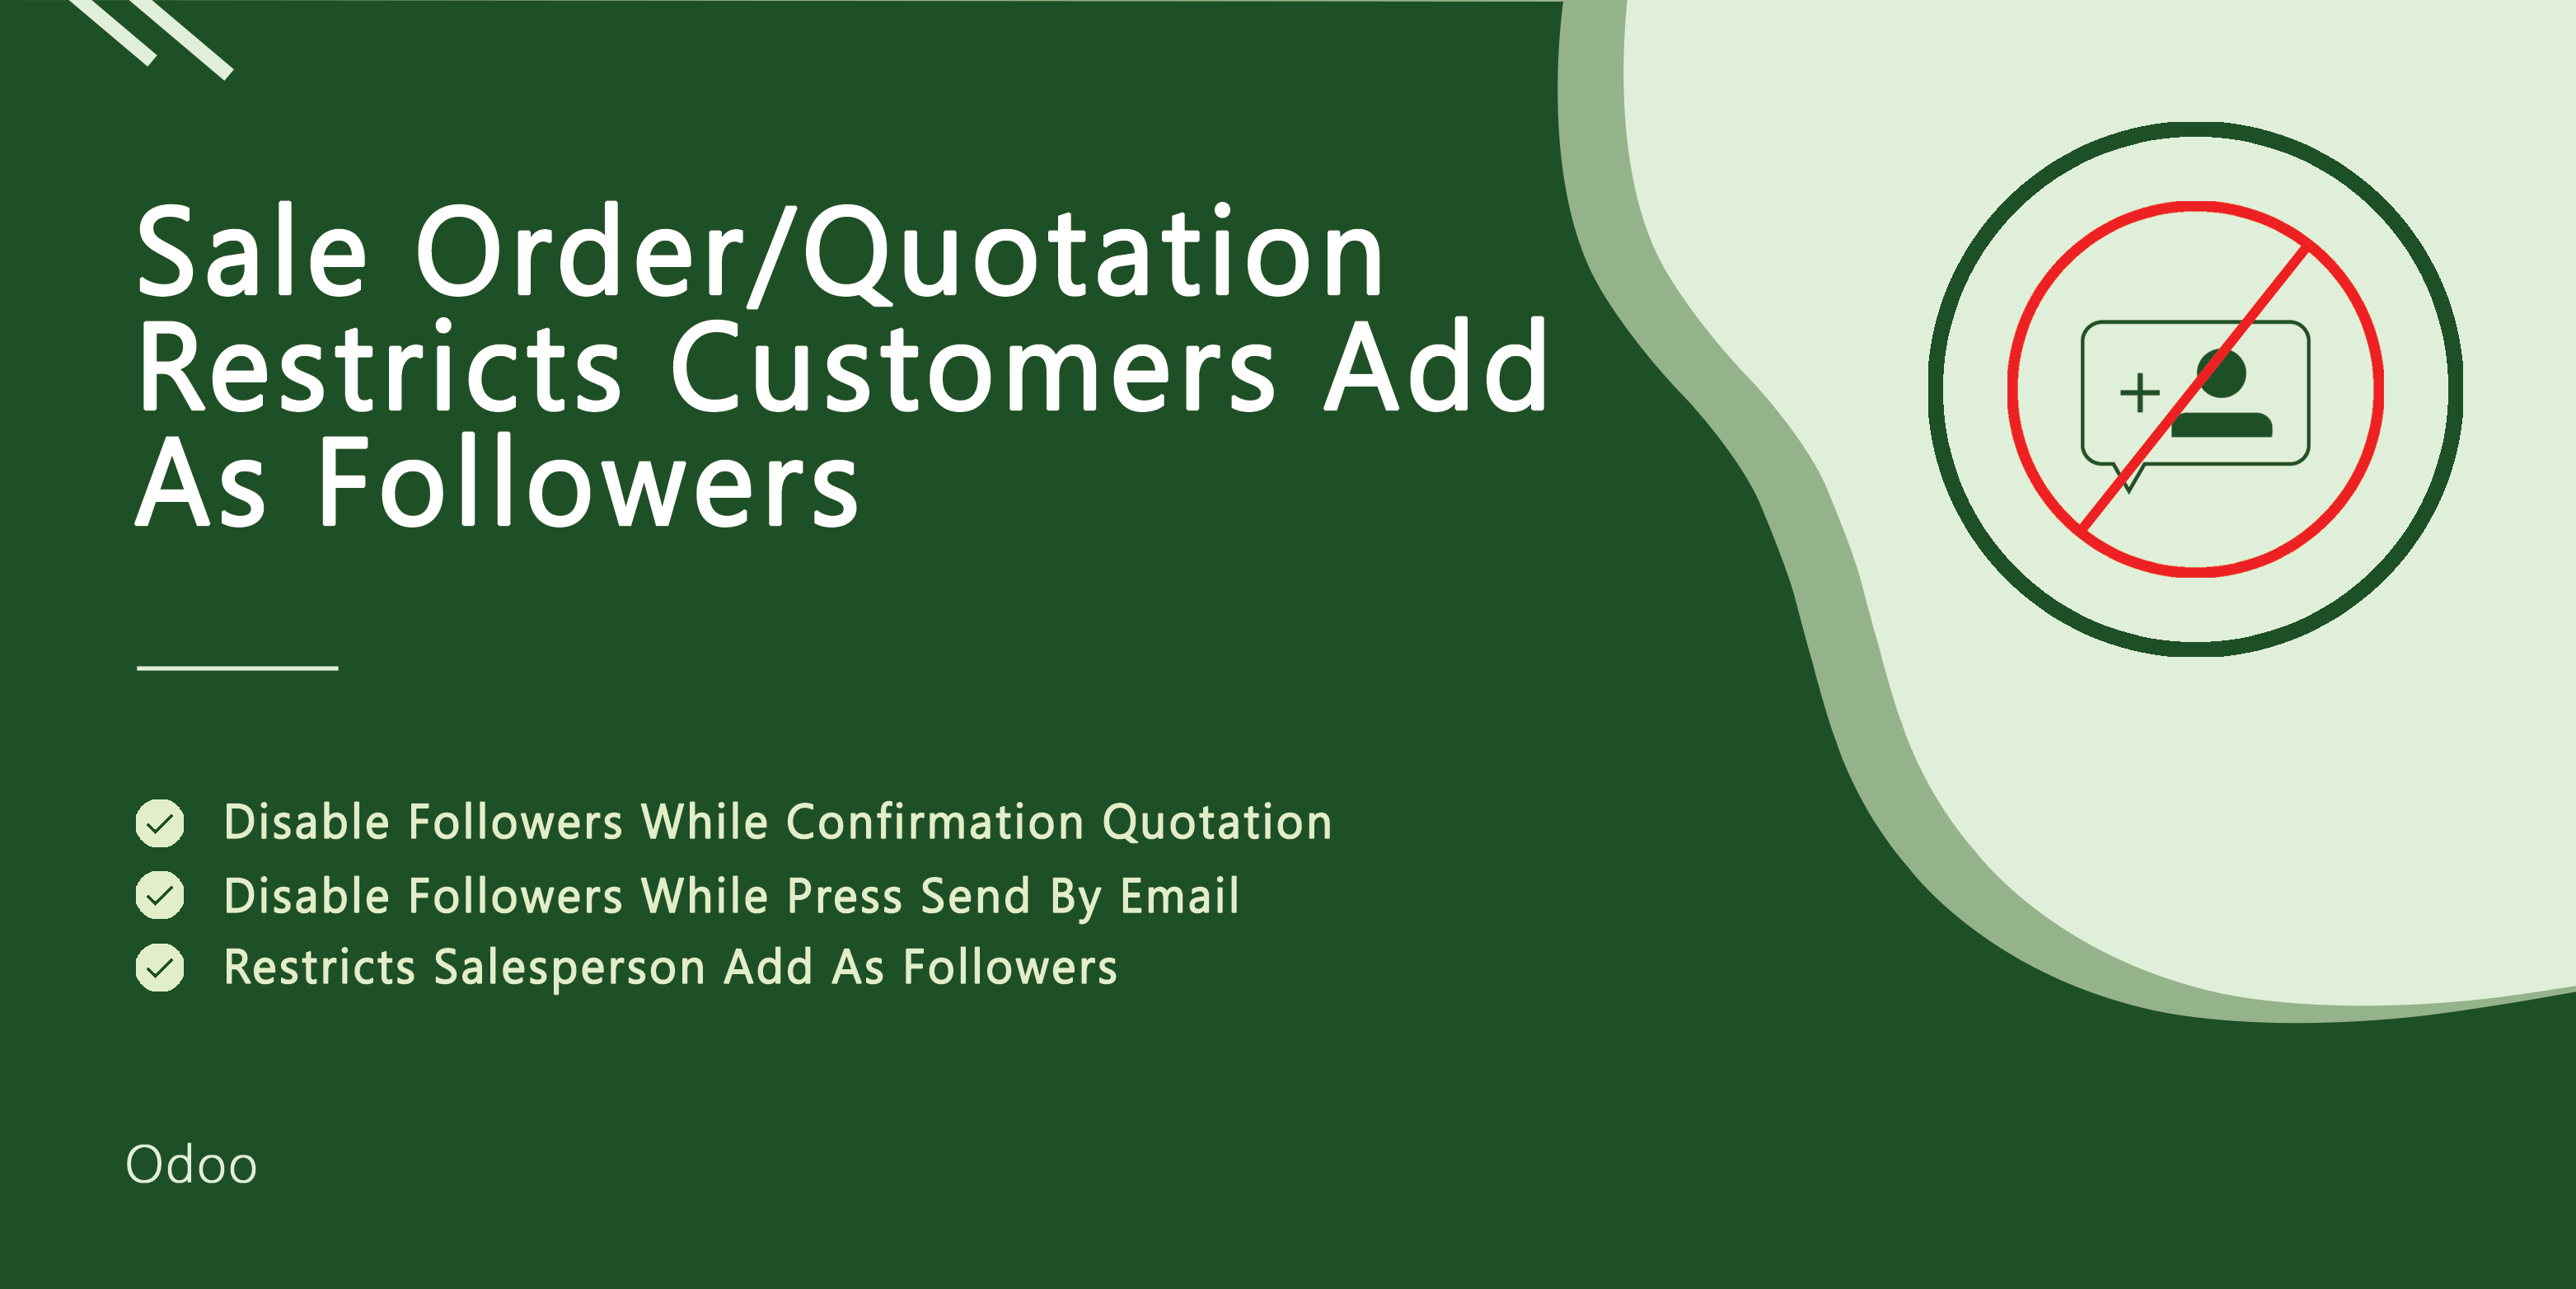 Sale Order/Quotation
Restricts Customers Add
As Followers
Disable Followers While Confirmation Quotation
Disable Followers While Press Send By Email
Restricts Salesperson Add As Followers
Odoo